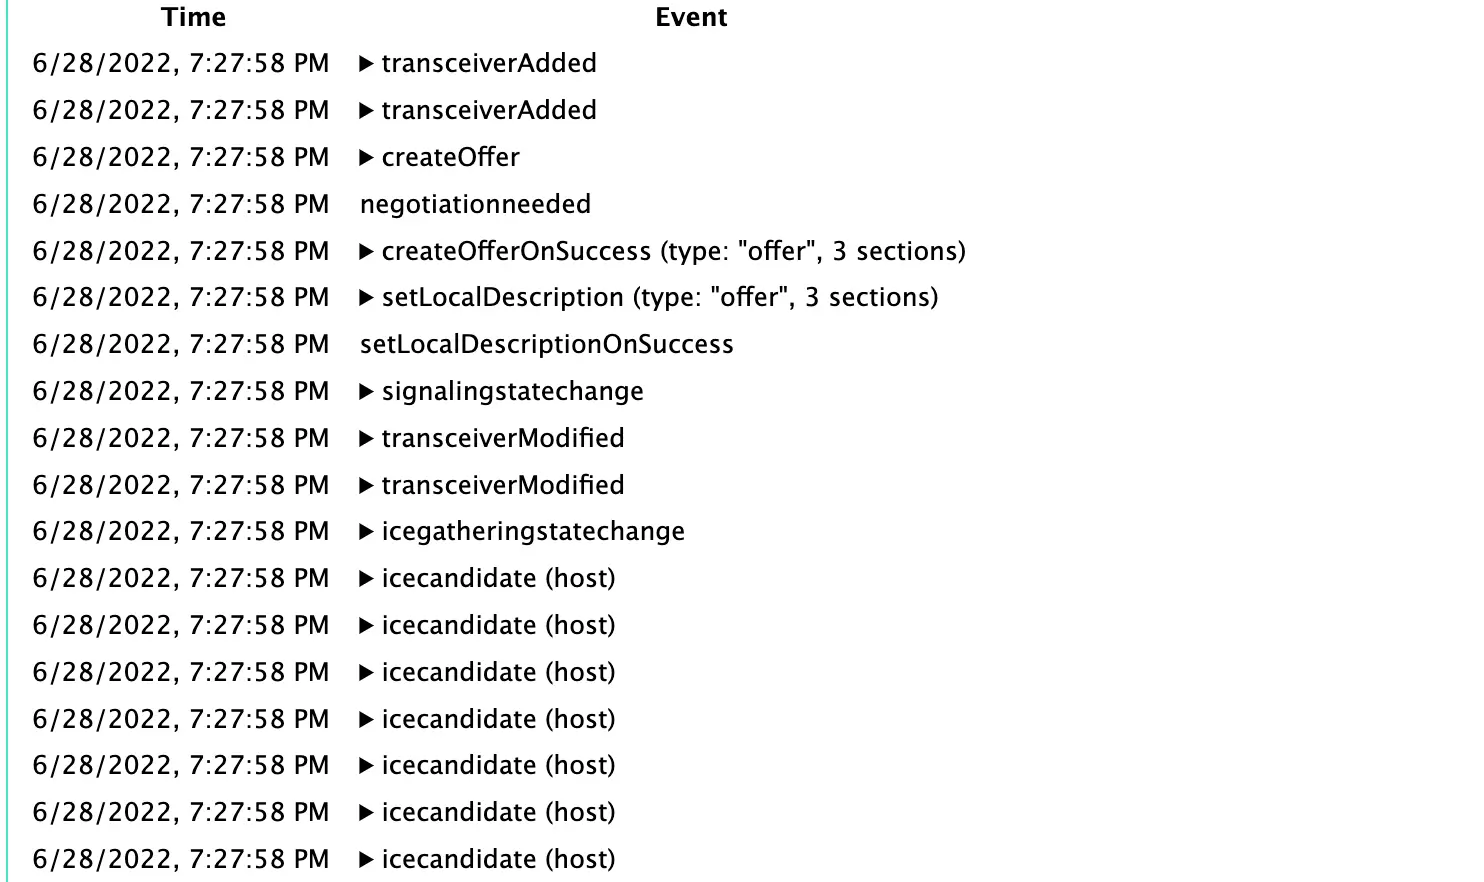 Time Event
6/28/2022, 7:27:58 PM ▶ transceiverAdded
6/28/2022, 7:27:58 PM ▶ transceiverAdded
6/28/2022, 7:27:58 PM ▶ createOffer
6/28/2022, 7:27:58 PM negotiationneeded
6/28/2022, 7:27:58 PM ▶ createOfferOnSuccess (type: "offer", 3 sections)
6/28/2022, 7:27:58 PM ▶ setLocalDescription (type: "offer", 3 sections)
6/28/2022, 7:27:58 PM setLocalDescriptionOnSuccess
6/28/2022, 7:27:58 PM ▶ signalingstatechange
6/28/2022, 7:27:58 PM ▶ transceiverModified
6/28/2022, 7:27:58 PM ▶ transceiverModified
6/28/2022, 7:27:58 PM ▶ icegatheringstatechange
6/28/2022, 7:27:58 PM ▶ icecandidate (host)
6/28/2022, 7:27:58 PM ▶ icecandidate (host)
6/28/2022, 7:27:58 PM ▶ icecandidate (host)
6/28/2022, 7:27:58 PM ▶ icecandidate (host)
6/28/2022, 7:27:58 PM ▶ icecandidate (host)
6/28/2022, 7:27:58 PM ▶ icecandidate (host)
6/28/2022, 7:27:58 PM ▶ icecandidate (host)